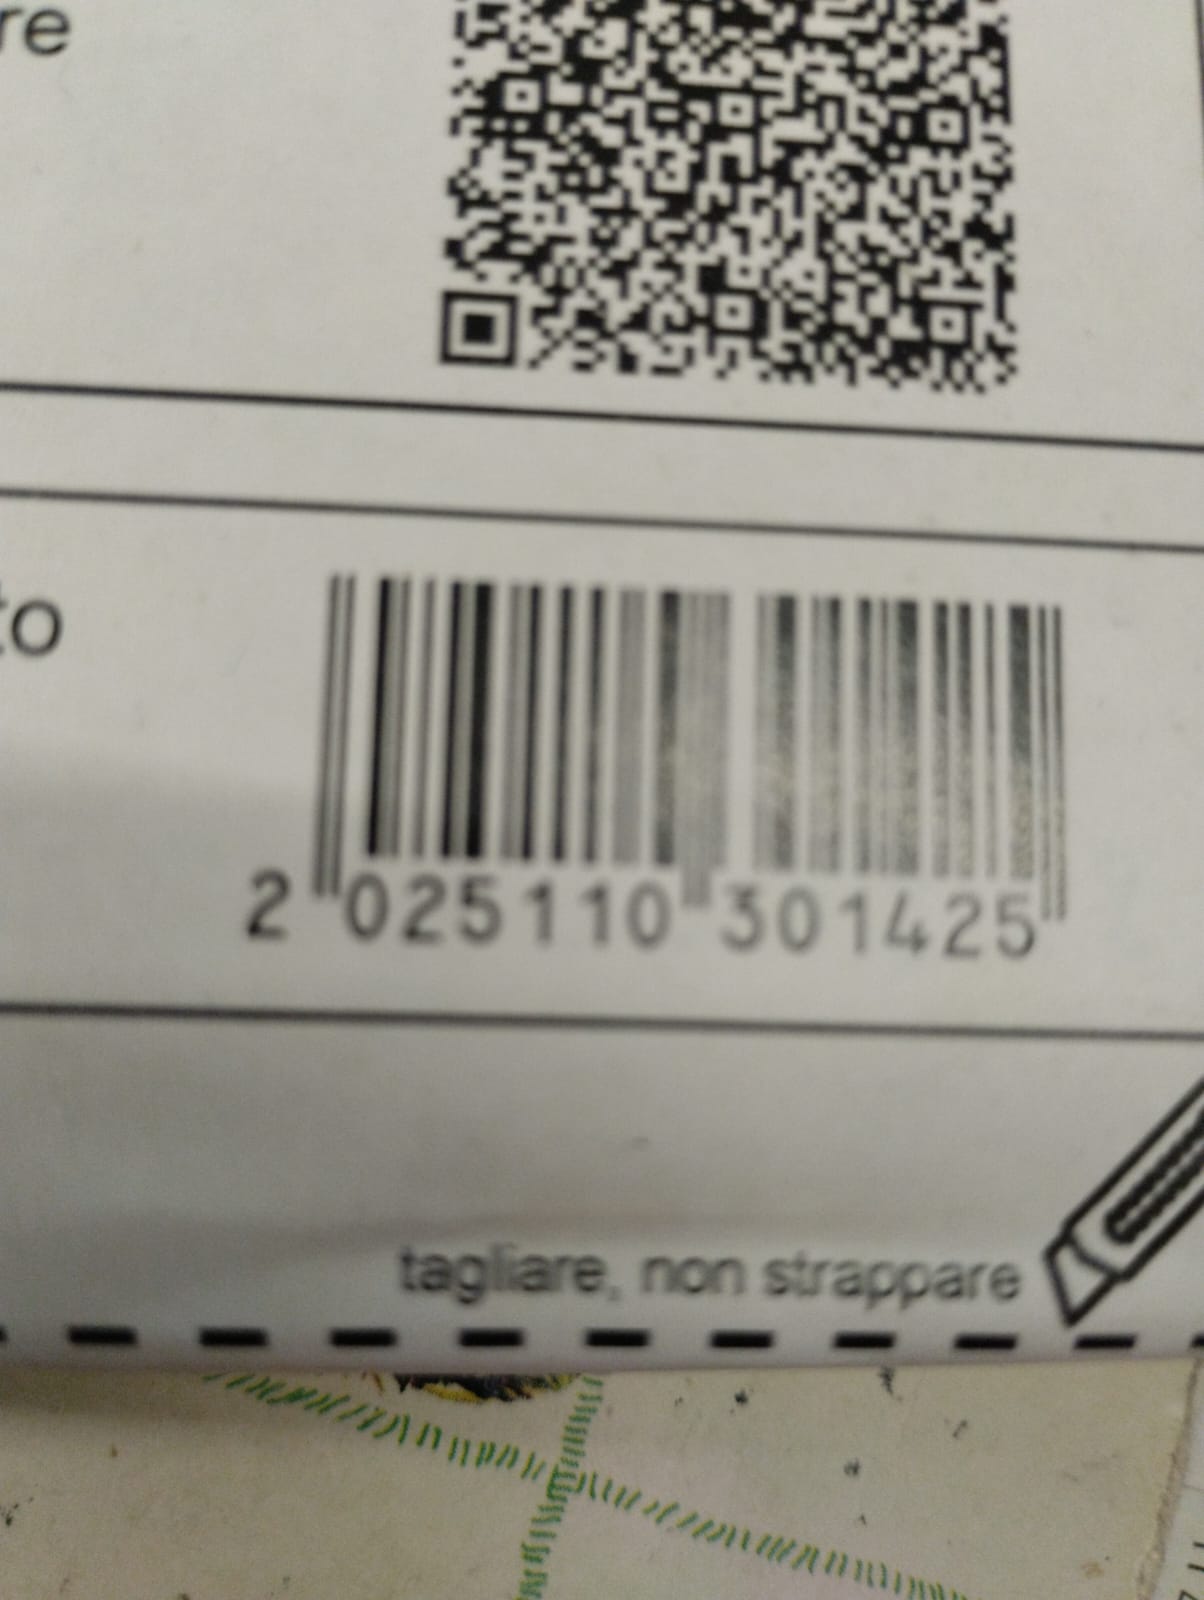 re
to
2 025110 301425
tagliare, non strappare